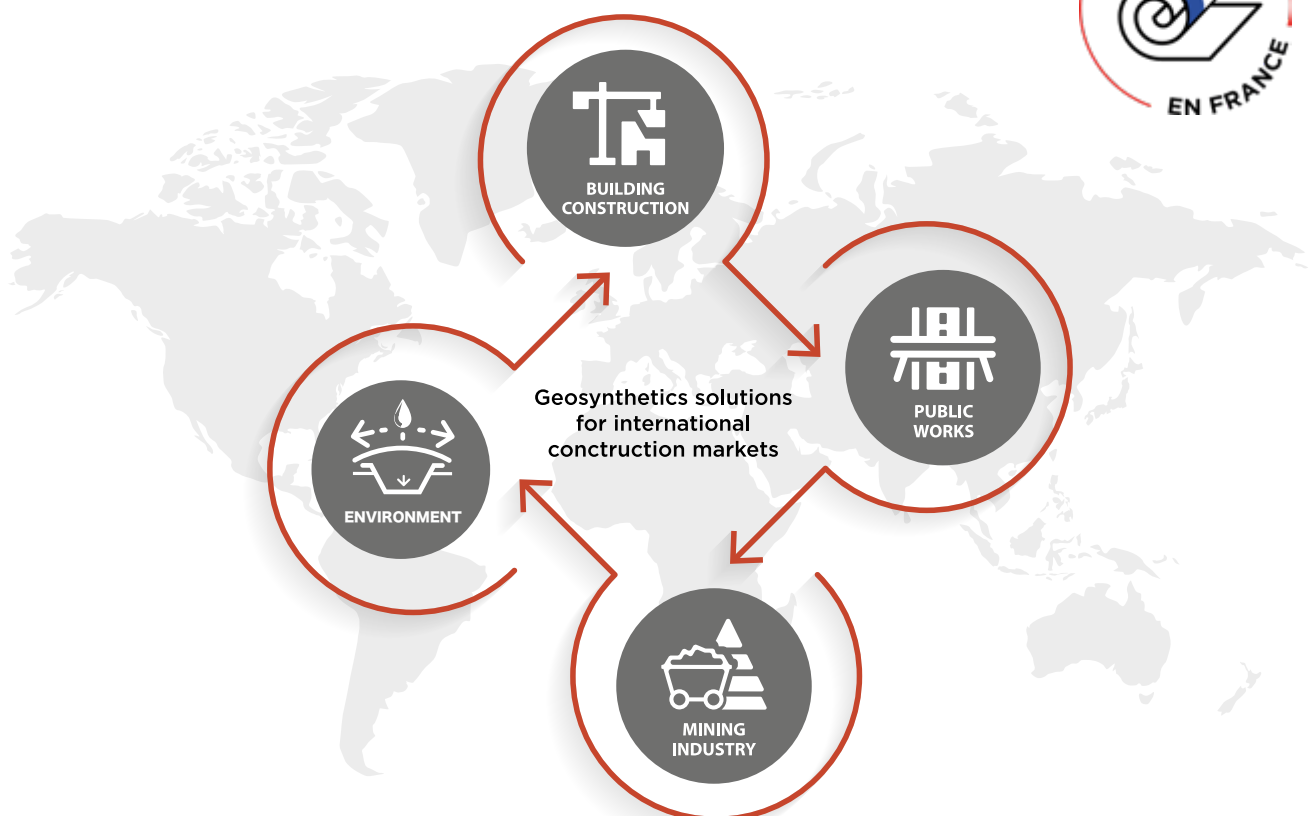 EN FRANCE
BUILDING
CONSTRUCTION
PUBLIC
WORKS
Geosynthetics solutions
for international
conctruction markets
ENVIRONMENT
MINING
INDUSTRY